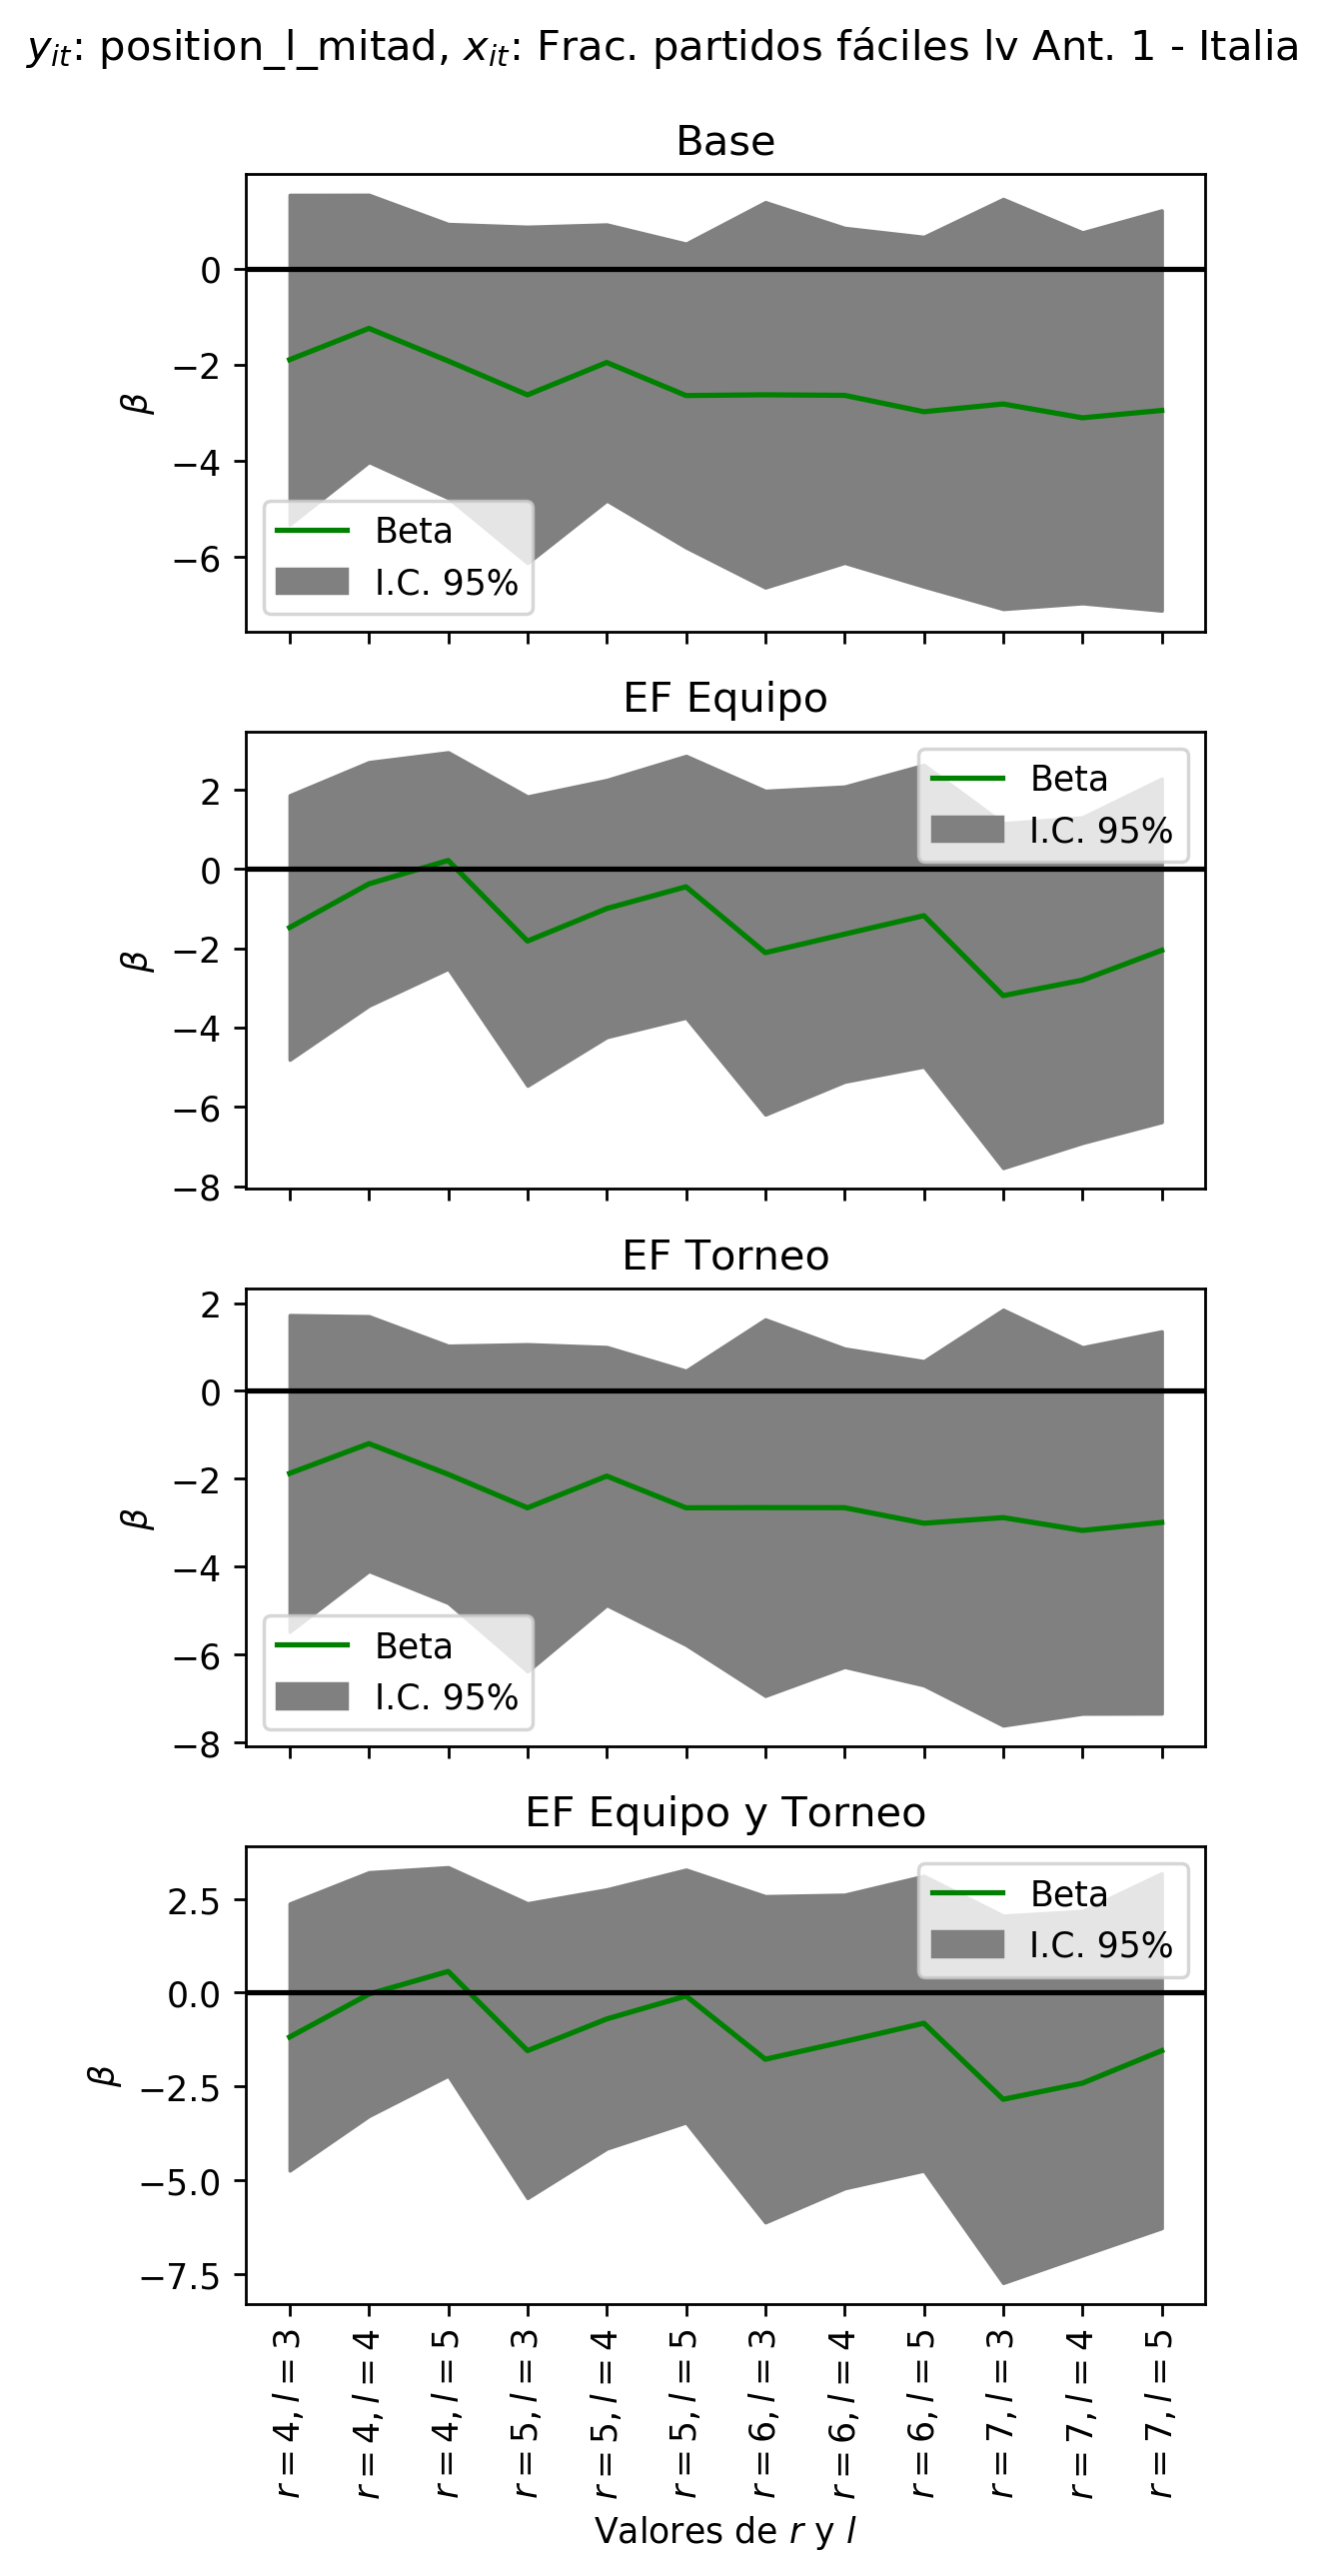 y_it: position_l_mitad, x_it: Frac. partidos fáciles lv Ant. 1 - Italia
Base
0
−2
−4
−6
β
Beta
I.C. 95%
EF Equipo
2
0
−2
−4
−6
−8
β
Beta
I.C. 95%
EF Torneo
2
0
−2
−4
−6
−8
β
Beta
I.C. 95%
EF Equipo y Torneo
2.5
0.0
−2.5
−5.0
−7.5
β
Beta
I.C. 95%
r = 4, l = 3
r = 4, l = 4
r = 4, l = 5
r = 5, l = 3
r = 5, l = 4
r = 5, l = 5
r = 6, l = 3
r = 6, l = 4
r = 6, l = 5
r = 7, l = 3
r = 7, l = 4
r = 7, l = 5
Valores de r y l